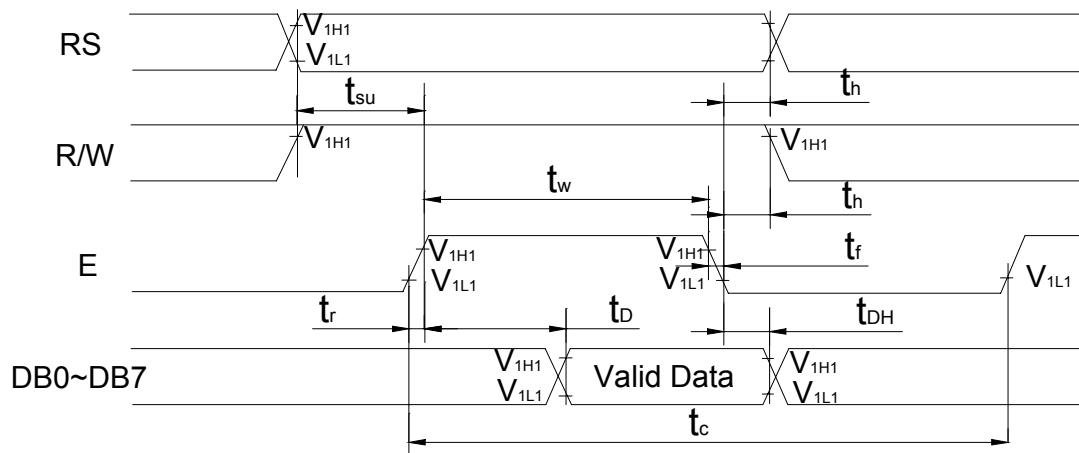 RS
V1H1
V1L1
tsu
th
R/W
V1H1
V1H1
tw
th
E
V1H1
V1L1
V1H1
V1L1
tf
V1L1
tr
tD
tDH
DB0~DB7
V1H1
V1L1
Valid Data
V1H1
V1L1
tc